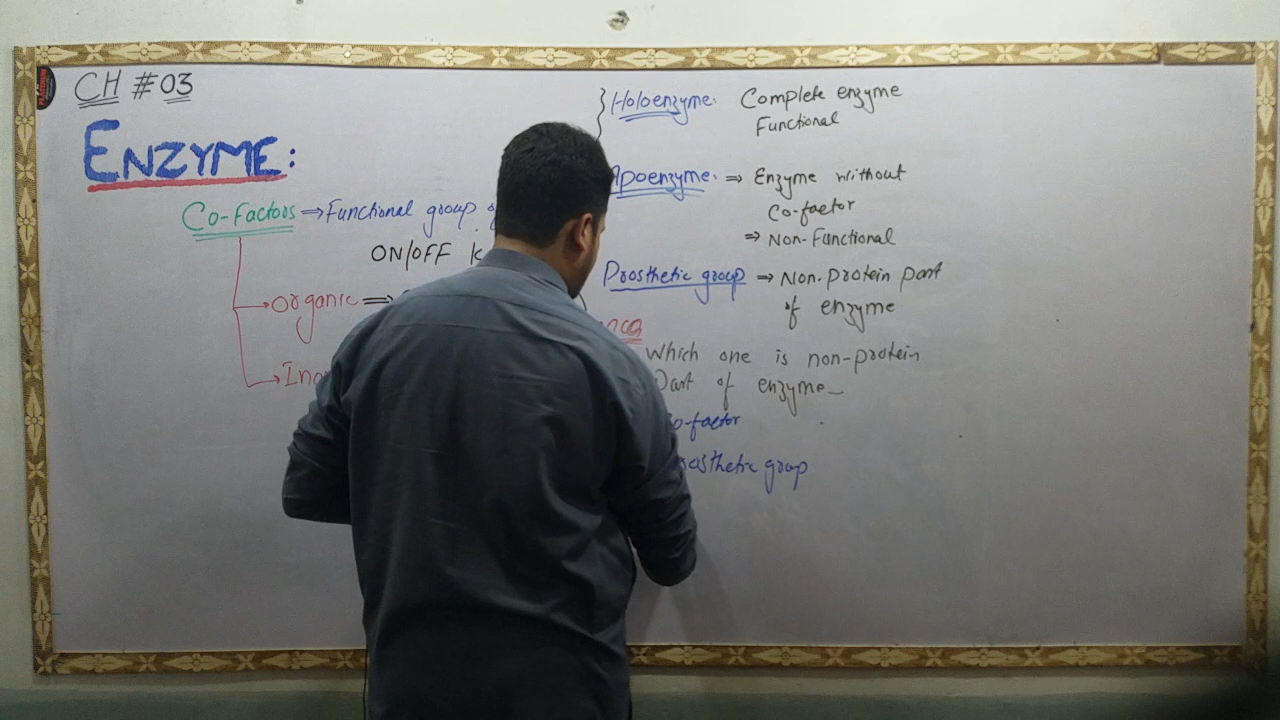 CH # 03
ENZYME:
Co-Factors ⇒ Functional group
ON/OFF
→ Organic ⇒
Holoenzyme: Complete enzyme
Functional
Apoenzyme: ⇒ Enzyme without
Co-factor
⇒ Non-Functional
Prosthetic group ⇒ Non-Protein part
of enzyme
Which one is non-protein
Part of enzyme_
Co-factor
Prosthetic group